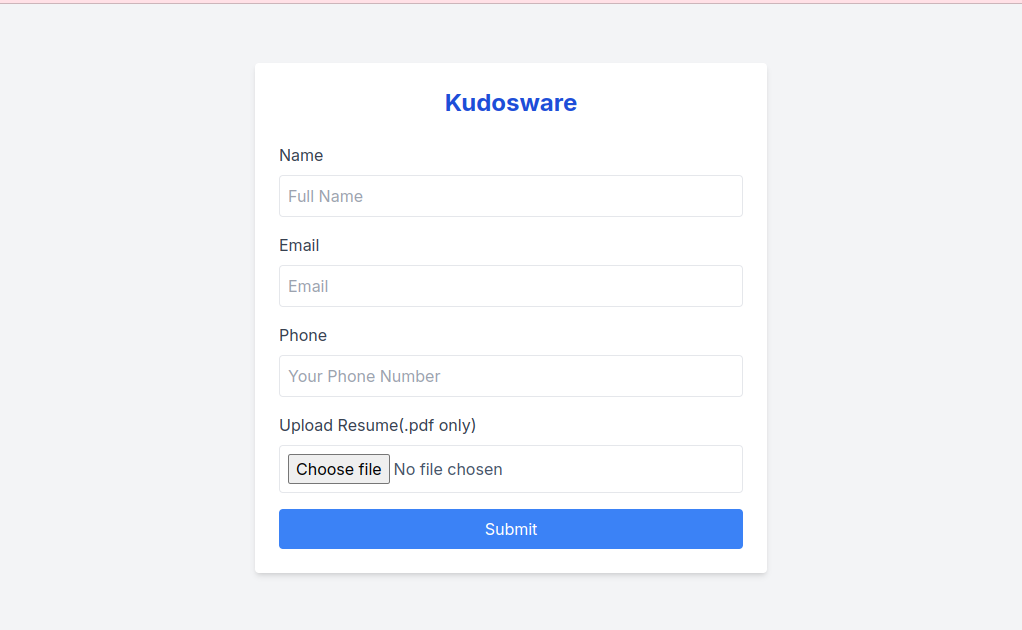 Kudosware
Name
Full Name
Email
Email
Phone
Your Phone Number
Upload Resume(.pdf only)
Choose file No file chosen
Submit